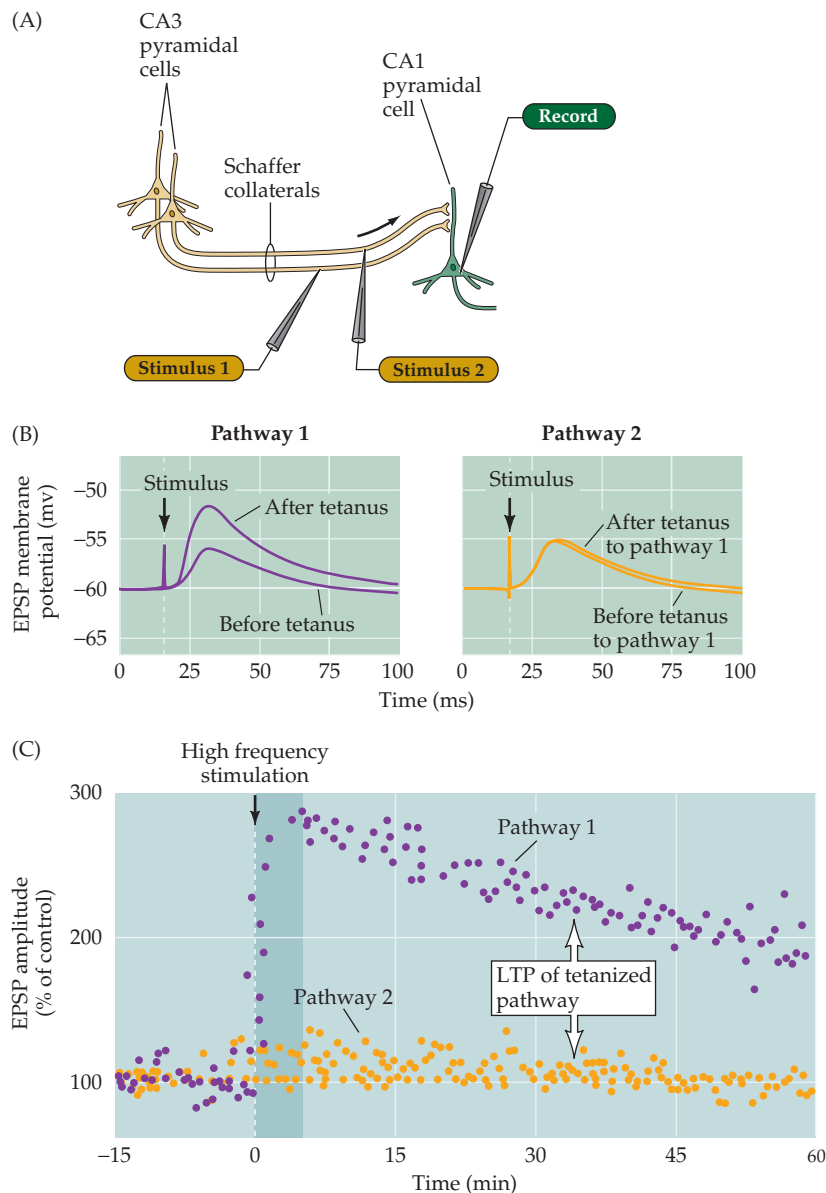 (A)
CA3
pyramidal
cells
CA1
pyramidal
cell
Record
Schaffer
collaterals
Stimulus 1
Stimulus 2
(B)
Pathway 1
Pathway 2
EPSP membrane
potential (mv)
−50
−55
−60
−65
Stimulus
After tetanus
Before tetanus
Stimulus
After tetanus
to pathway 1
Before tetanus
to pathway 1
0 25 50 75 100
0 25 50 75 100
Time (ms)
(C)
High frequency
stimulation
EPSP amplitude
(% of control)
300
200
100
Pathway 1
LTP of tetanized
pathway
Pathway 2
−15 0 15 30 45 60
Time (min)